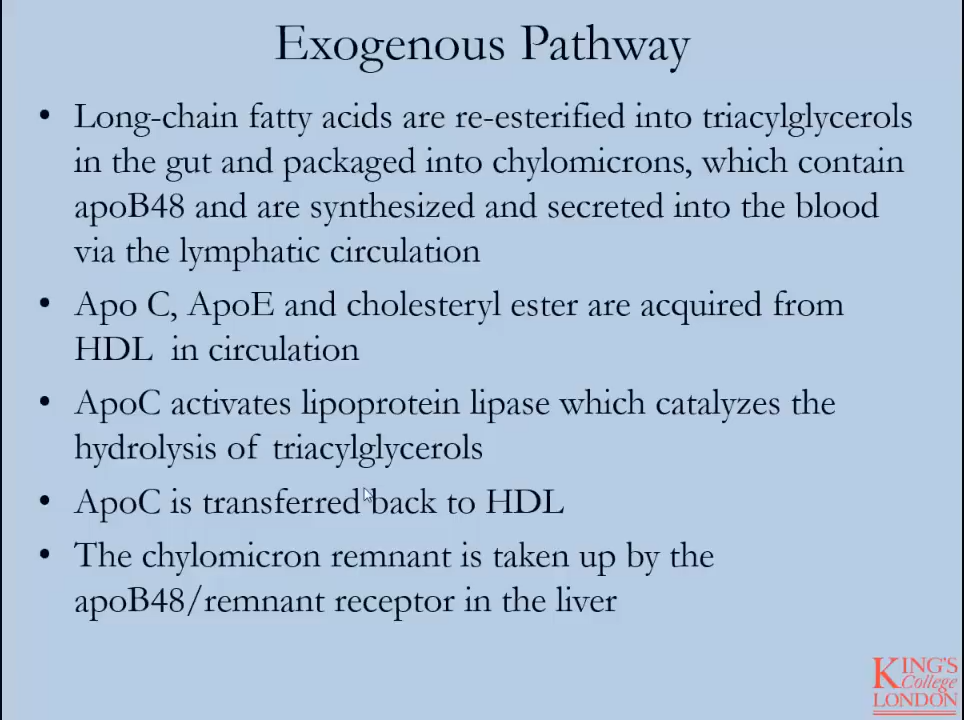 Exogenous Pathway
• Long-chain fatty acids are re-esterified into triacylglycerols
in the gut and packaged into chylomicrons, which contain
apoB48 and are synthesized and secreted into the blood
via the lymphatic circulation
• Apo C, ApoE and cholesteryl ester are acquired from
HDL in circulation
• ApoC activates lipoprotein lipase which catalyzes the
hydrolysis of triacylglycerols
• ApoC is transferred back to HDL
• The chylomicron remnant is taken up by the
apoB48/remnant receptor in the liver
KING'S
College
LONDON